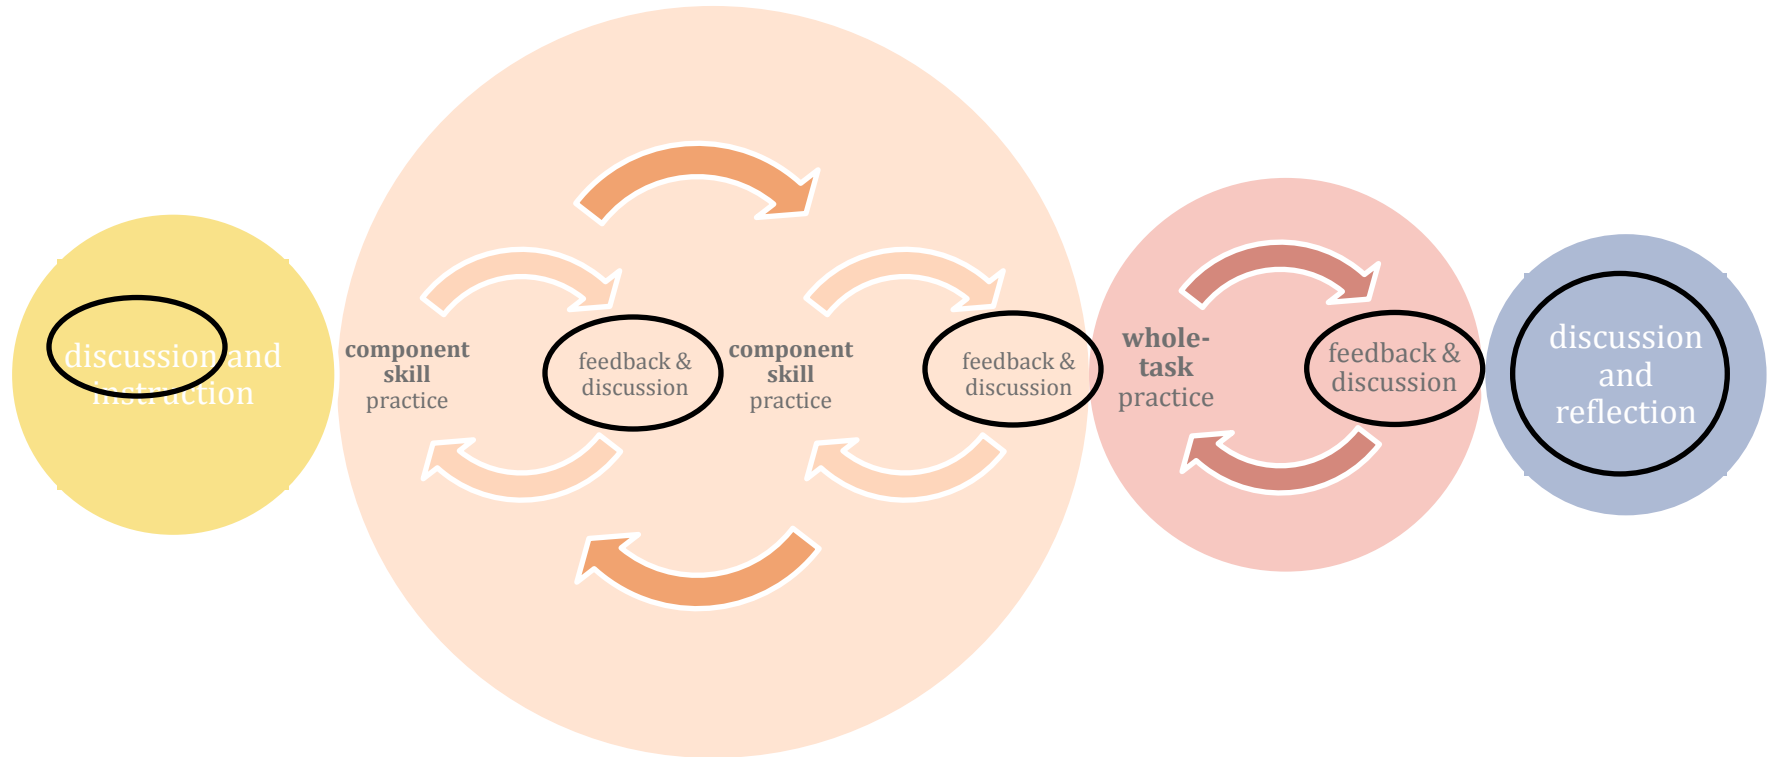 discussion and
instruction
component
skill
practice
feedback &
discussion
component
skill
practice
feedback &
discussion
whole-
task
practice
feedback &
discussion
discussion
and
reflection